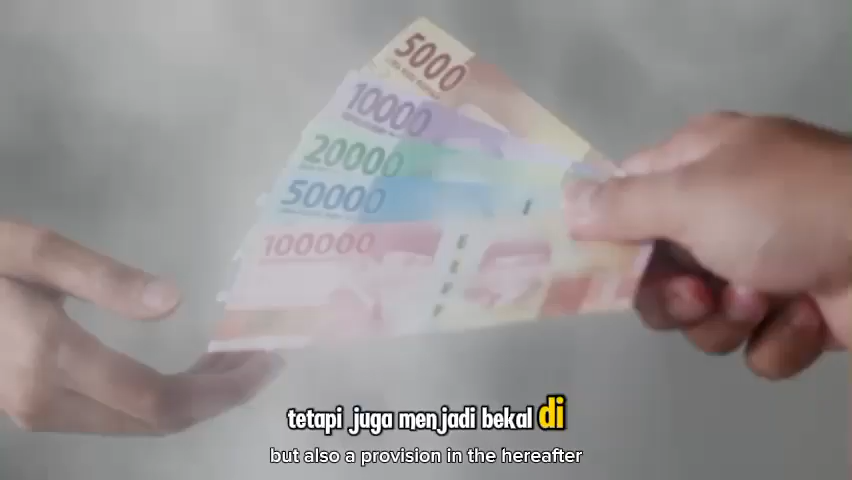 5000
10000
20000
50000
100000
tetapi juga menjadi bekal di
but also a provision in the hereafter